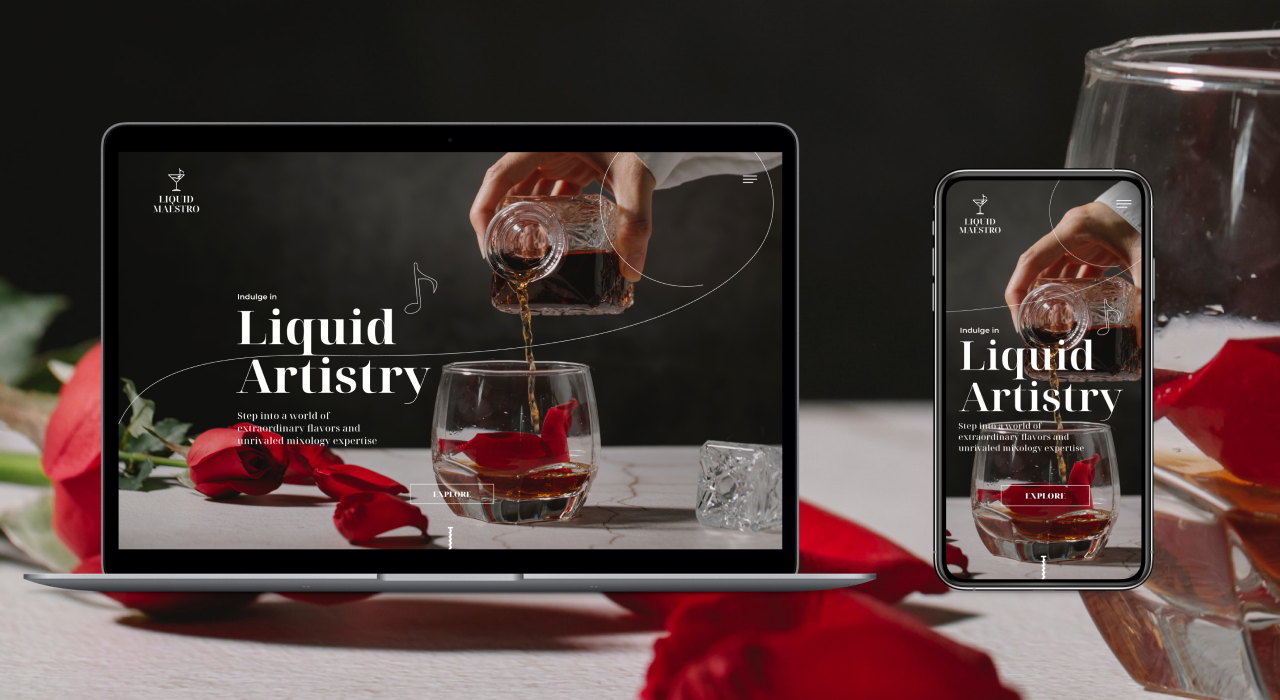 LIQUID
MAESTRO
Indulge in
Liquid
Artistry
Step into a world of
extraordinary flavors and
unrivaled mixology expertise
EXPLORE
LIQUID
MAESTRO
Indulge in
Liquid
Artistry
Step into a world of
extraordinary flavors and
unrivaled mixology expertise
EXPLORE